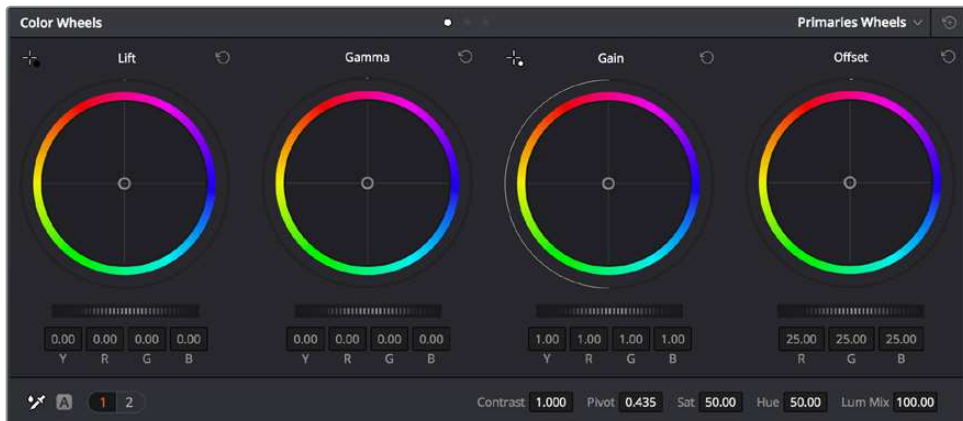 Color Wheels Primaries Wheels
Lift Gamma Gain Offset
0.00 0.00 0.00 0.00 0.00 0.00 0.00 0.00 1.00 1.00 1.00 1.00 25.00 25.00 25.00
Y R G B Y R G B Y R G B R G B
A 1 2 Contrast 1.000 Pivot 0.435 Sat 50.00 Hue 50.00 Lum Mix 100.00